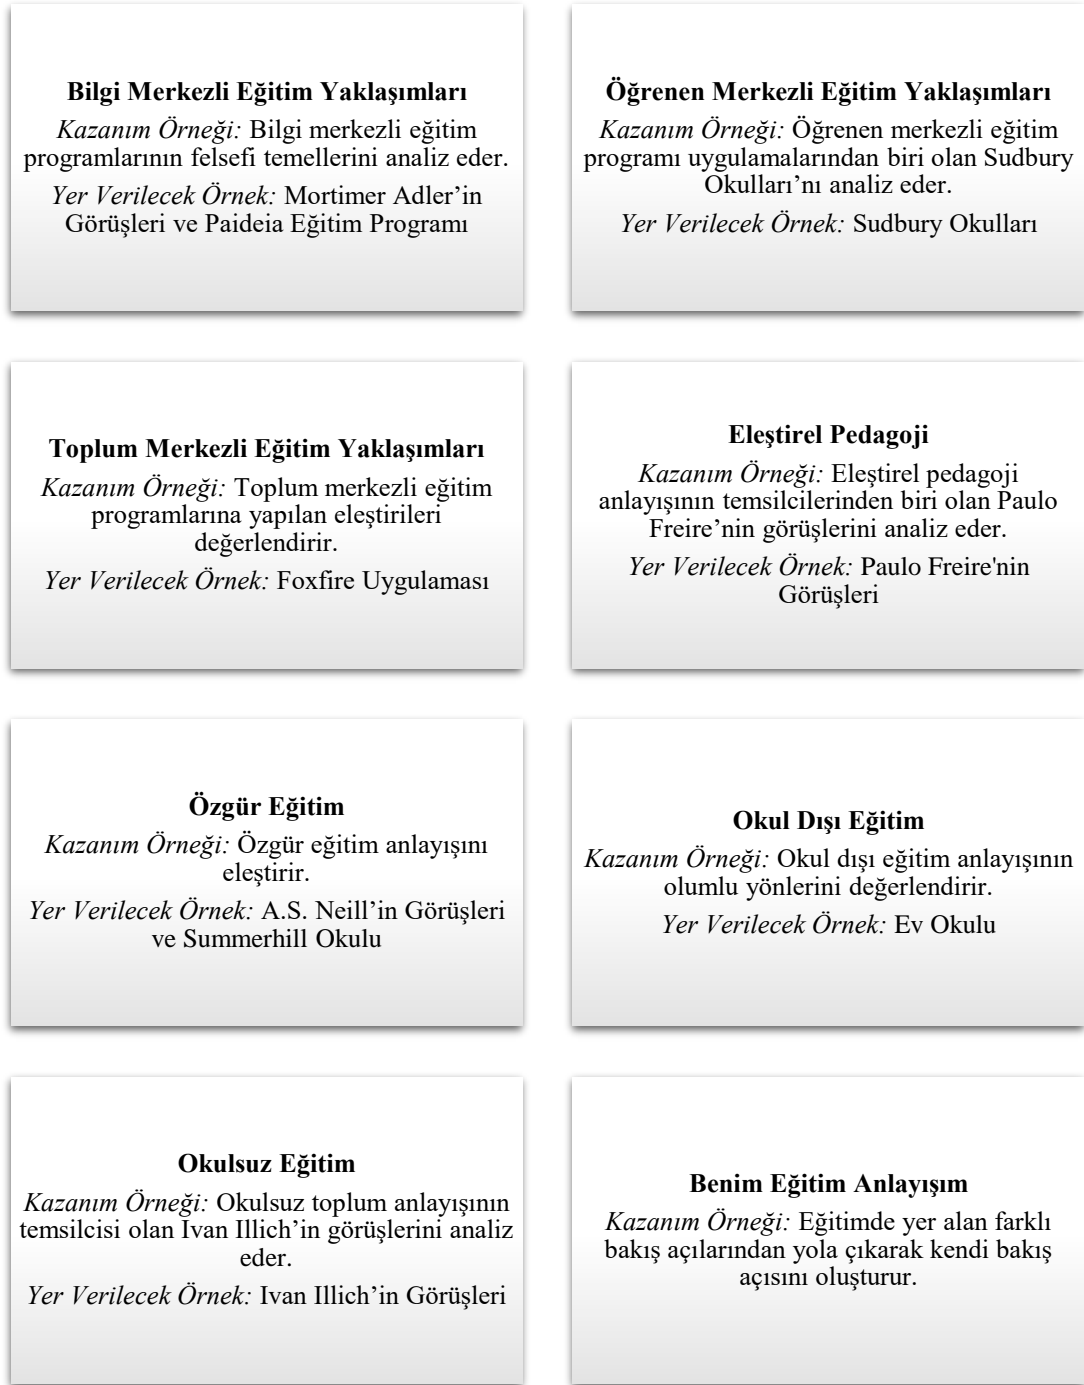 Bilgi Merkezli Eğitim Yaklaşımları
Kazanım Örneği: Bilgi merkezli eğitim
programlarının felsefi temellerini analiz eder.
Yer Verilecek Örnek: Mortimer Adler’in
Görüşleri ve Paideia Eğitim Programı
Öğrenen Merkezli Eğitim Yaklaşımları
Kazanım Örneği: Öğrenen merkezli eğitim
programı uygulamalarından biri olan Sudbury
Okulları’nı analiz eder.
Yer Verilecek Örnek: Sudbury Okulları
Toplum Merkezli Eğitim Yaklaşımları
Kazanım Örneği: Toplum merkezli eğitim
programlarına yapılan eleştirileri
değerlendirir.
Yer Verilecek Örnek: Foxfire Uygulaması
Eleştirel Pedagoji
Kazanım Örneği: Eleştirel pedagoji
anlayışının temsilcilerinden biri olan Paulo
Freire’nin görüşlerini analiz eder.
Yer Verilecek Örnek: Paulo Freire'nin
Görüşleri
Özgür Eğitim
Kazanım Örneği: Özgür eğitim anlayışını
eleştirir.
Yer Verilecek Örnek: A.S. Neill’in Görüşleri
ve Summerhill Okulu
Okul Dışı Eğitim
Kazanım Örneği: Okul dışı eğitim anlayışının
olumlu yönlerini değerlendirir.
Yer Verilecek Örnek: Ev Okulu
Okulsuz Eğitim
Kazanım Örneği: Okulsuz toplum anlayışının
temsilcisi olan Ivan Illich’in görüşlerini analiz
eder.
Yer Verilecek Örnek: Ivan Illich’in Görüşleri
Benim Eğitim Anlayışım
Kazanım Örneği: Eğitimde yer alan farklı
bakış açılarından yola çıkarak kendi bakış
açısını oluşturur.